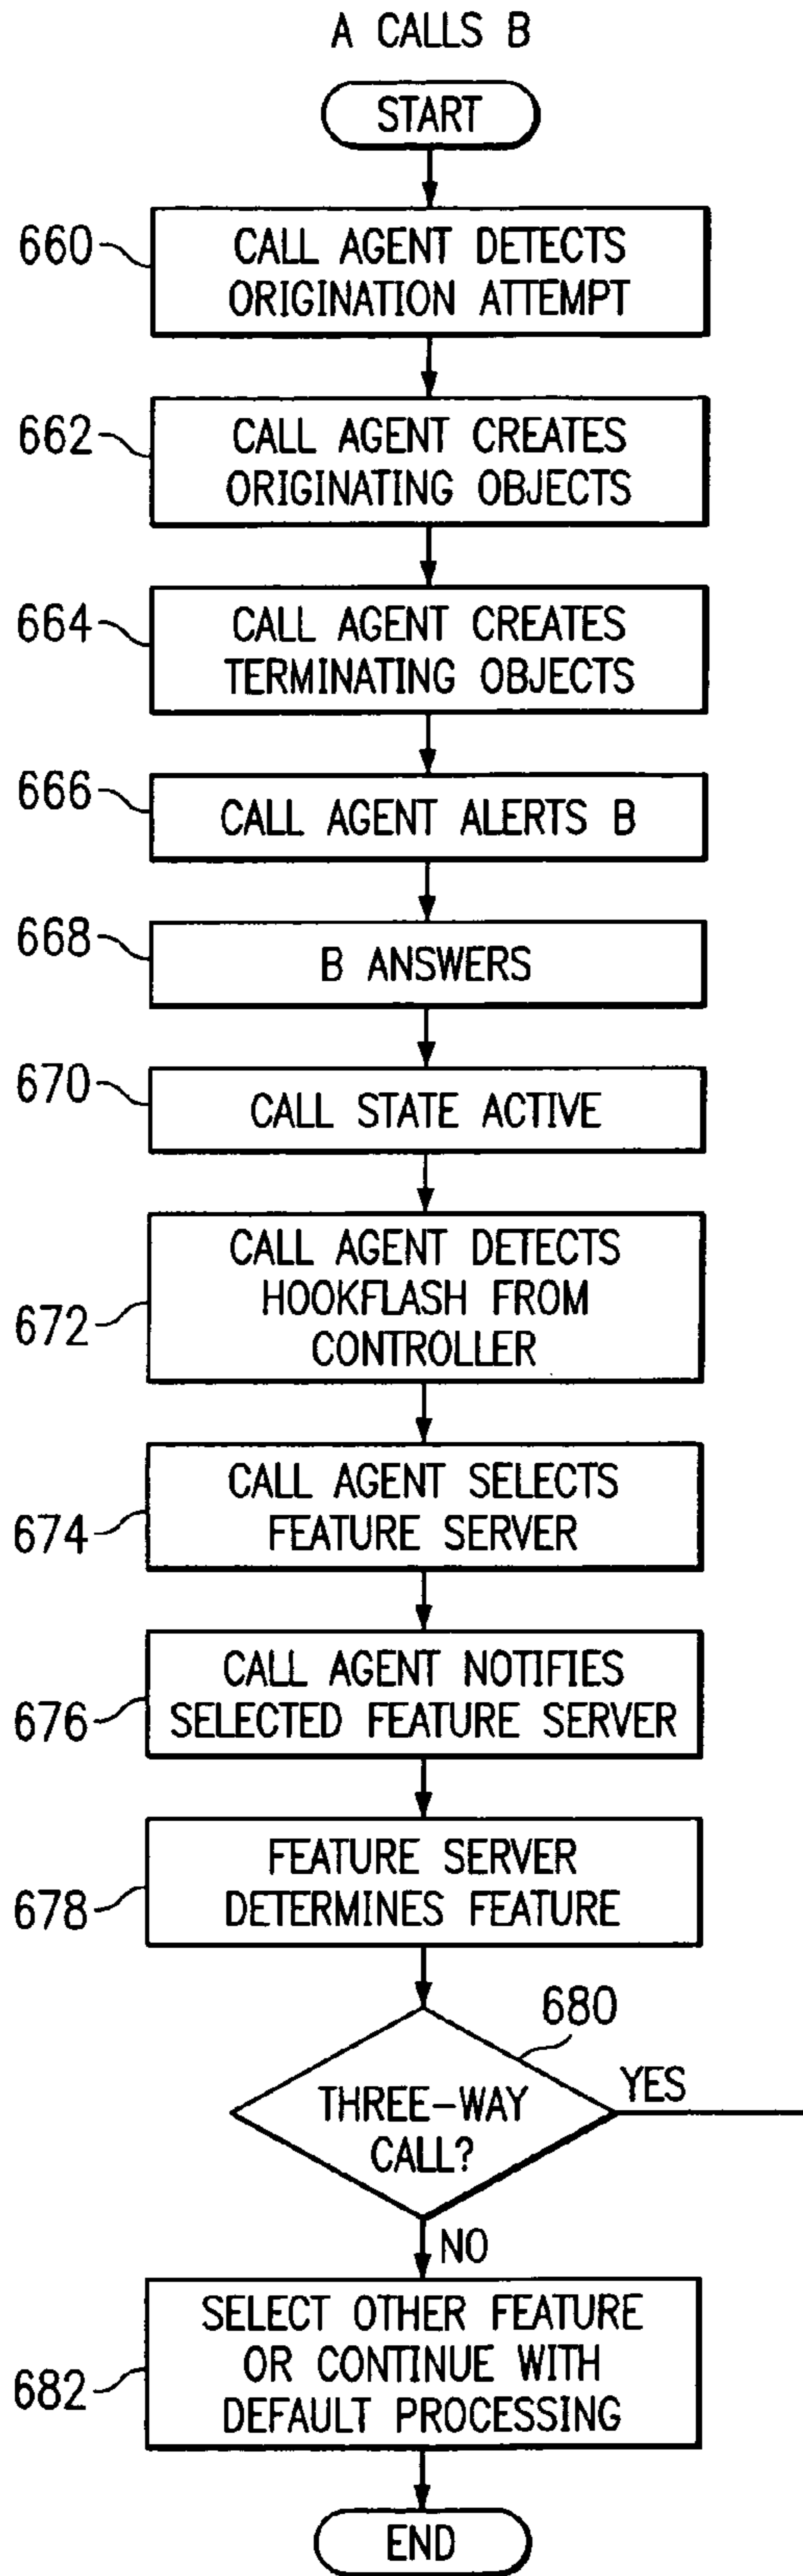 A CALLS B
START
660
CALL AGENT DETECTS
ORIGINATION ATTEMPT
662
CALL AGENT CREATES
ORIGINATING OBJECTS
664
CALL AGENT CREATES
TERMINATING OBJECTS
666
CALL AGENT ALERTS B
668
B ANSWERS
670
CALL STATE ACTIVE
672
CALL AGENT DETECTS
HOOKFLASH FROM
CONTROLLER
674
CALL AGENT SELECTS
FEATURE SERVER
676
CALL AGENT NOTIFIES
SELECTED FEATURE SERVER
678
FEATURE SERVER
DETERMINES FEATURE
680
THREE-WAY
CALL?
YES
NO
682
SELECT OTHER FEATURE
OR CONTINUE WITH
DEFAULT PROCESSING
END